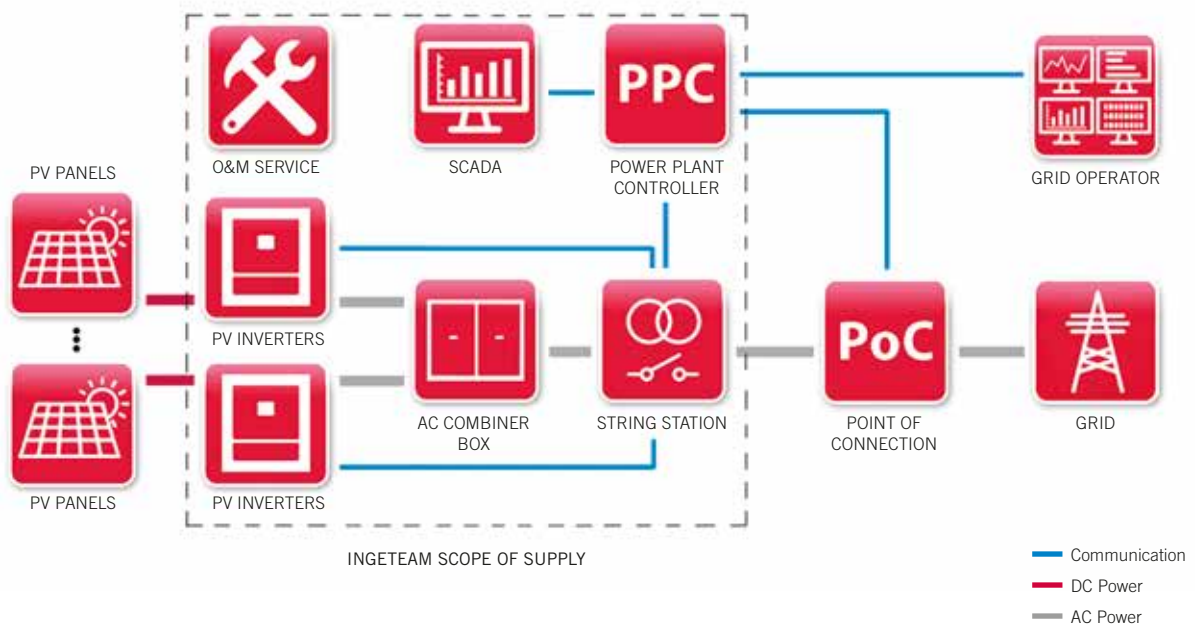 PPC
O&M SERVICE
SCADA
POWER PLANT
CONTROLLER
GRID OPERATOR
PV PANELS
PV INVERTERS
PoC
AC COMBINER
BOX
STRING STATION
POINT OF
CONNECTION
GRID
PV PANELS
PV INVERTERS
INGETEAM SCOPE OF SUPPLY
Communication
DC Power
AC Power